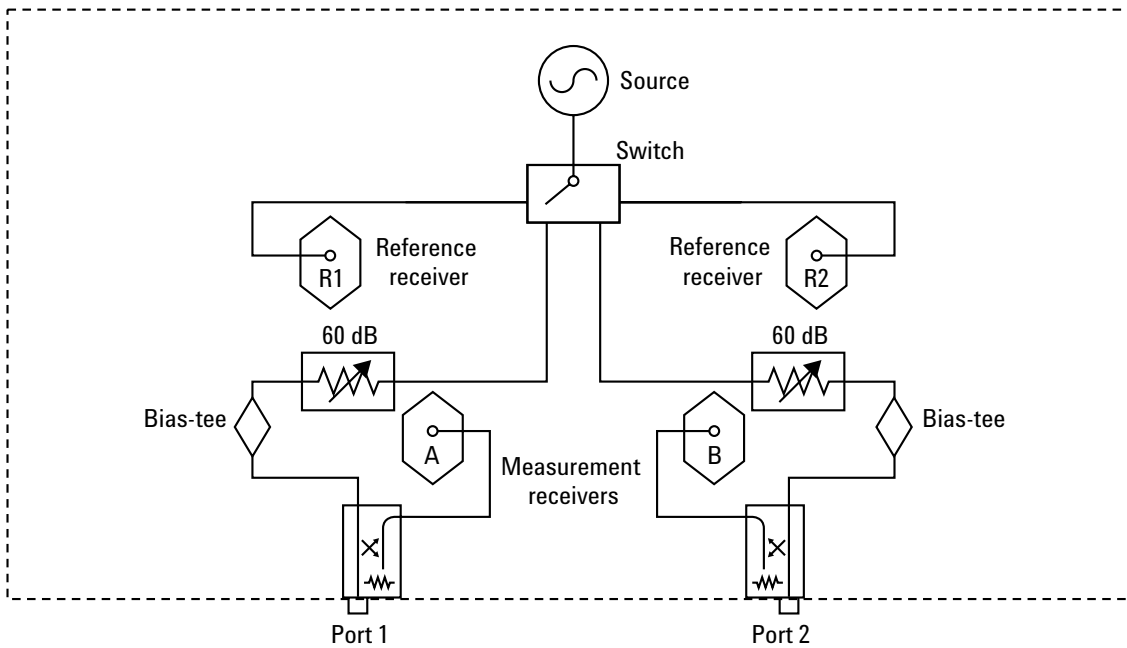 Source
Switch
Reference
receiver
R1
Reference
receiver
R2
60 dB
60 dB
Bias-tee
A
Measurement
receivers
B
Bias-tee
Port 1
Port 2